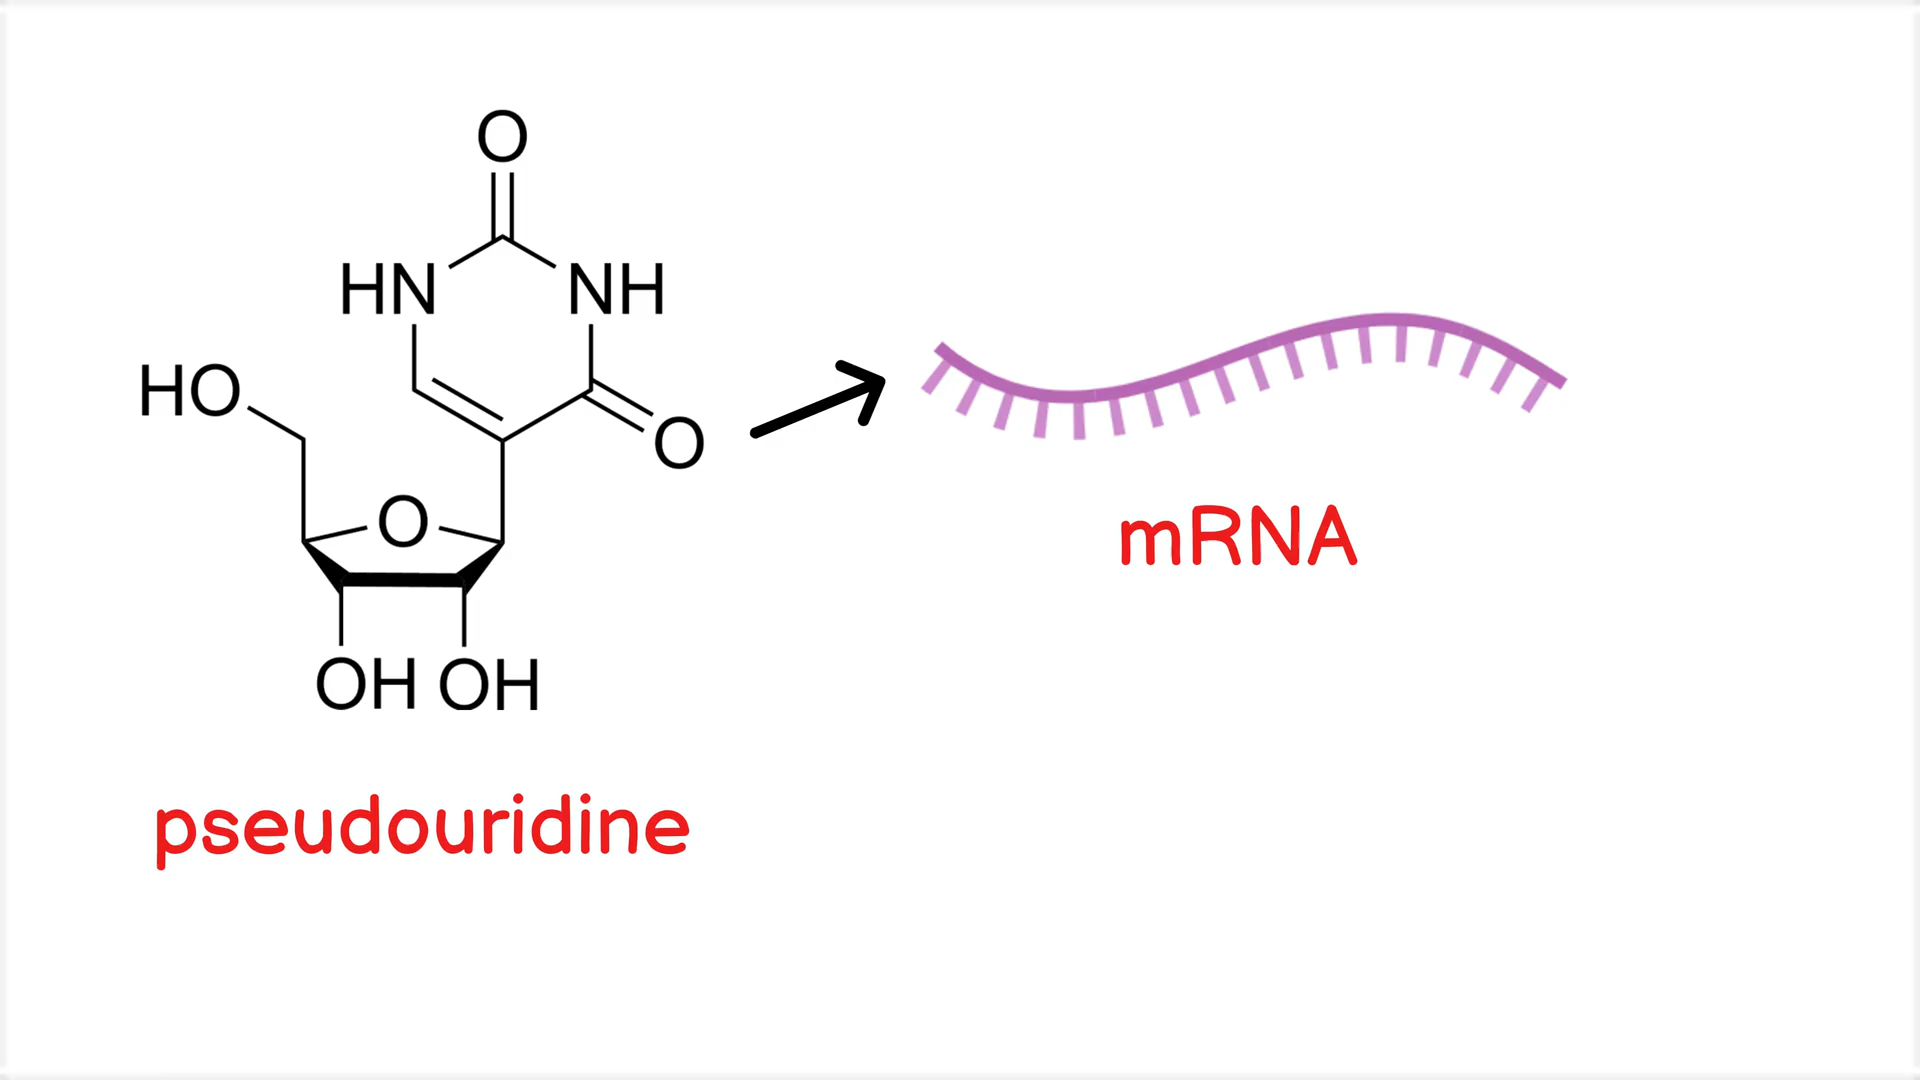 O
HN NH
HO
O
O
OH OH
mRNA
pseudouridine